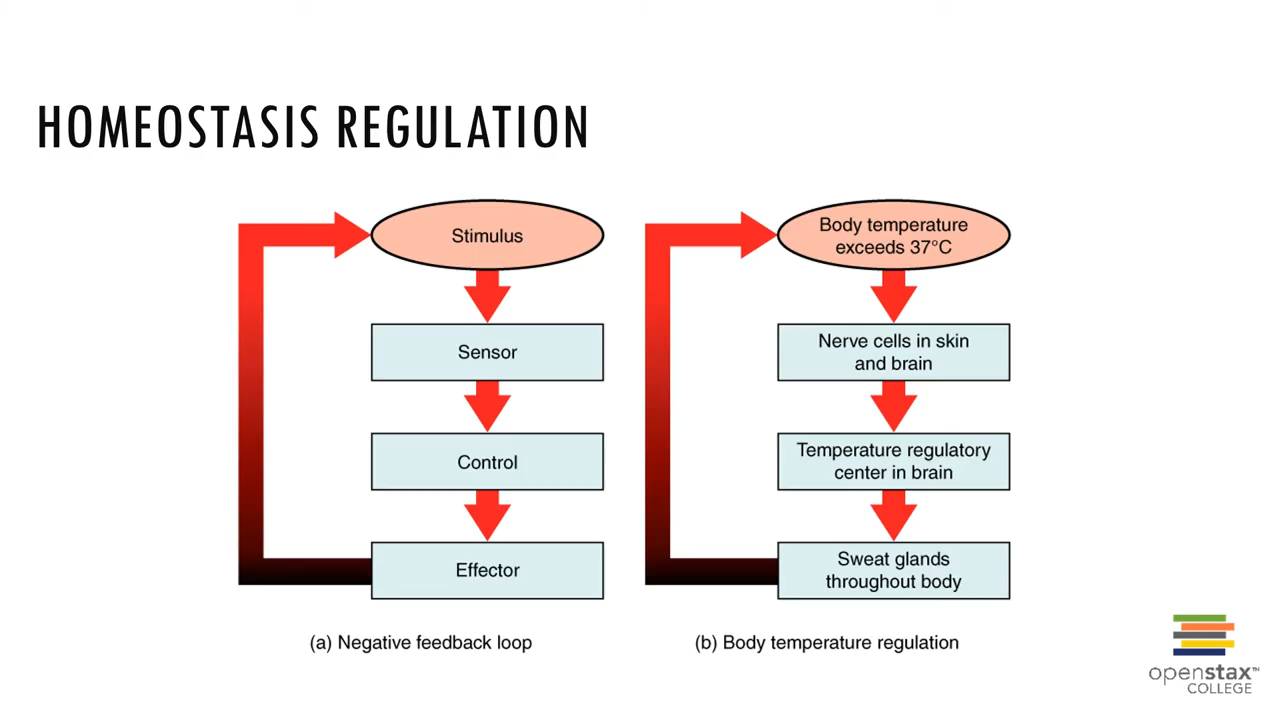 HOMEOSTASIS REGULATION
Stimulus
Sensor
Control
Effector
(a) Negative feedback loop
Body temperature
exceeds 37°C
Nerve cells in skin
and brain
Temperature regulatory
center in brain
Sweat glands
throughout body
(b) Body temperature regulation
openstax™
COLLEGE